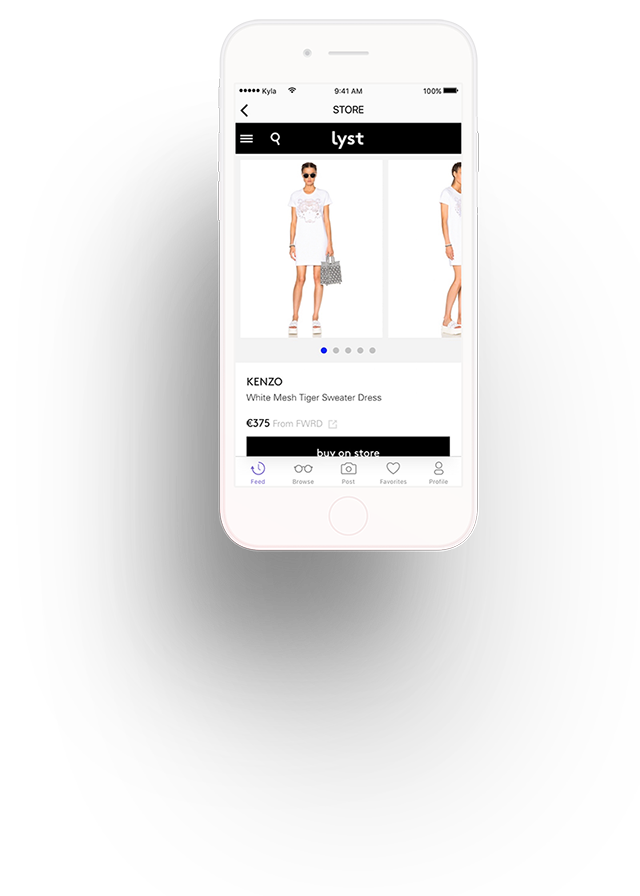 Kyla 9:41 AM 100%
STORE
lyst
KENZO
White Mesh Tiger Sweater Dress
€375 From FWRD
buy on store
Feed Browse Post Favorites Profile